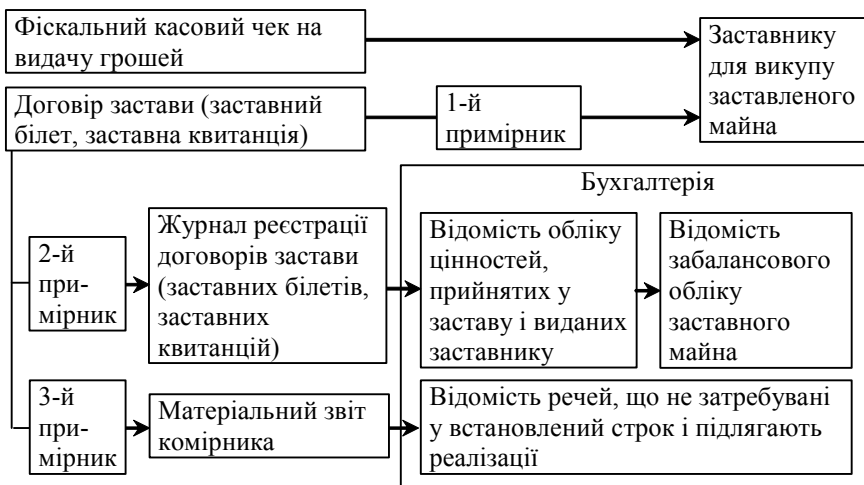 Фіскальний касовий чек на
видачу грошей
Заставнику
для викупу
заставленого
майна
Договір застави (заставний
білет, заставна квитанція)
1-й
примірник
Бухгалтерія
2-й
при-
мірник
Журнал реєстрації
договорів застави
(заставних білетів,
заставних
квитанцій)
Відомість обліку
цінностей,
прийнятих у
заставу і виданих
заставнику
Відомість
забалансового
обліку
заставного
майна
3-й
при-
мірник
Матеріальний звіт
комірника
Відомість речей, що не затребувані
у встановлений строк і підлягають
реалізації